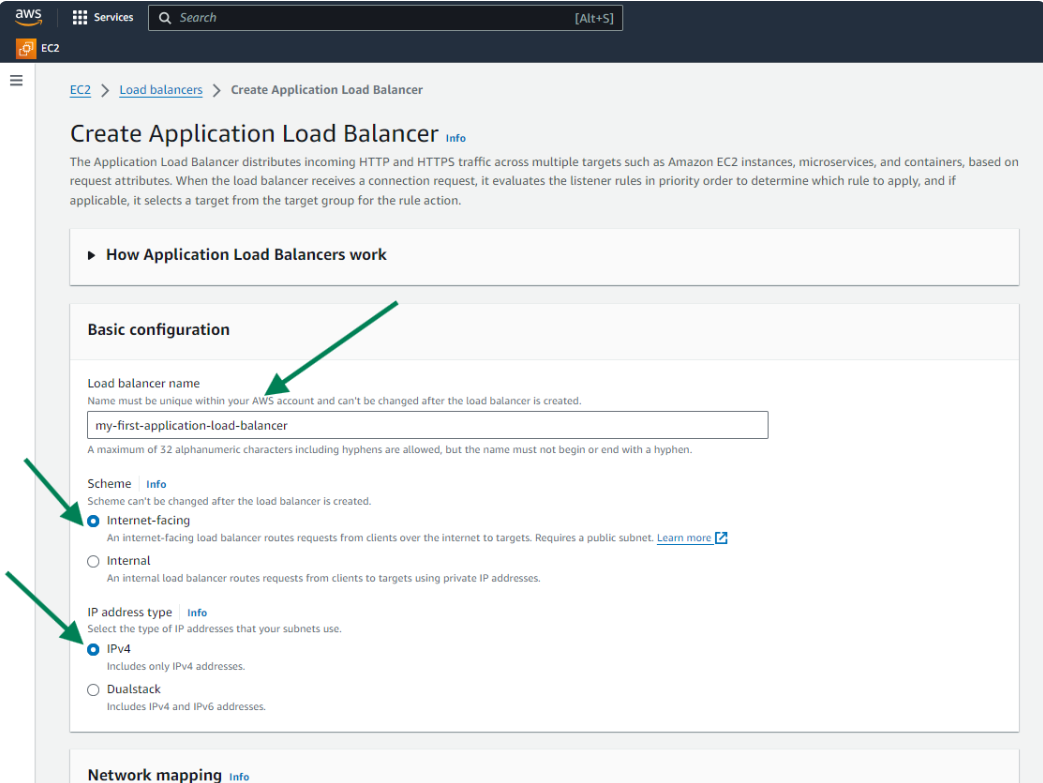 aws
Services
Search
[Alt+S]
EC2
EC2 > Load balancers > Create Application Load Balancer
Create Application Load Balancer Info
The Application Load Balancer distributes incoming HTTP and HTTPS traffic across multiple targets such as Amazon EC2 instances, microservices, and containers, based on
request attributes. When the load balancer receives a connection request, it evaluates the listener rules in priority order to determine which rule to apply, and if
applicable, it selects a target from the target group for the rule action.
How Application Load Balancers work
Basic configuration
Load balancer name
Name must be unique within your AWS account and can't be changed after the load balancer is created.
my-first-application-load-balancer
A maximum of 32 alphanumeric characters including hyphens are allowed, but the name must not begin or end with a hyphen.
Scheme Info
Scheme can't be changed after the load balancer is created.
Internet-facing
An internet-facing load balancer routes requests from clients over the internet to targets. Requires a public subnet. Learn more
Internal
An internal load balancer routes requests from clients to targets using private IP addresses.
IP address type Info
Select the type of IP addresses that your subnets use.
IPv4
Includes only IPv4 addresses.
Dualstack
Includes IPv4 and IPv6 addresses.
Network mapping Info